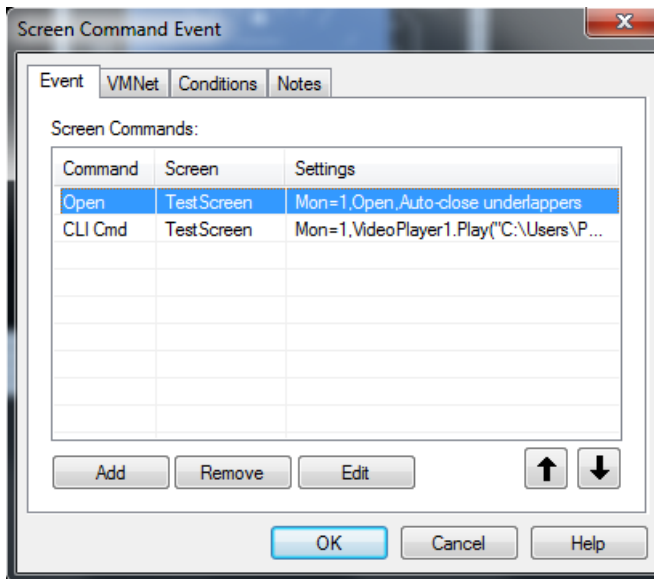 Screen Command Event
Event VMNet Conditions Notes
Screen Commands:
Command Screen Settings
Open TestScreen Mon=1,Open,Auto-close underlappers
CLI Cmd TestScreen Mon=1,VideoPlayer1.Play("C:\Users\P...
Add Remove Edit
OK Cancel Help